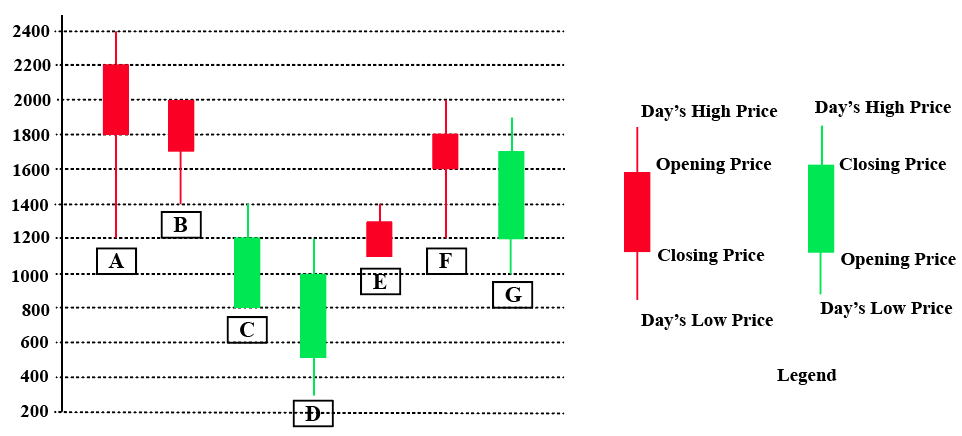 2400
2200
2000
1800
1600
1400
1200
1000
800
600
400
200
A
B
C
D
E
F
G
Day's High Price
Opening Price
Closing Price
Day's Low Price
Day's High Price
Closing Price
Opening Price
Day's Low Price
Legend